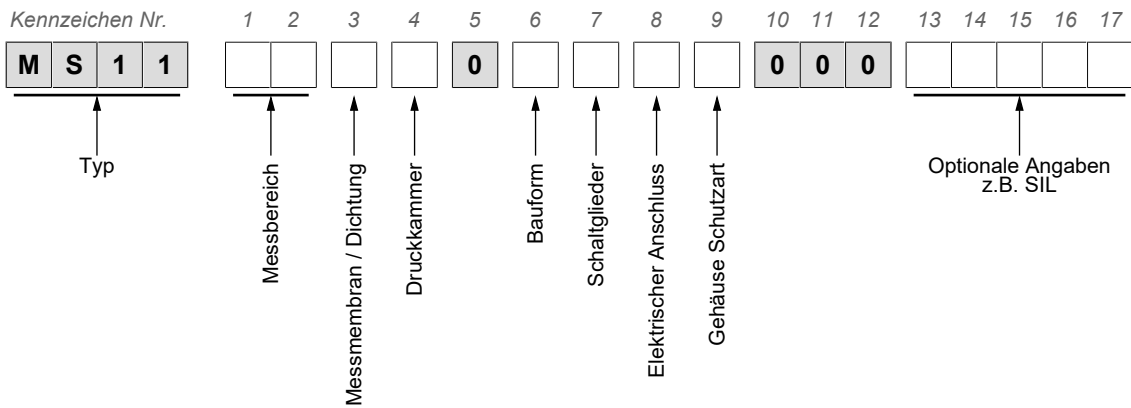 Kennzeichen Nr. 1 2 3 4 5 6 7 8 9 10 11 12 13 14 15 16 17
M S 1 1 0 0 0 0
Typ
Messbereich
Messmembran / Dichtung
Druckkammer
Bauform
Schaltglieder
Elektrischer Anschluss
Gehäuse Schutzart
Optionale Angaben
z.B. SIL